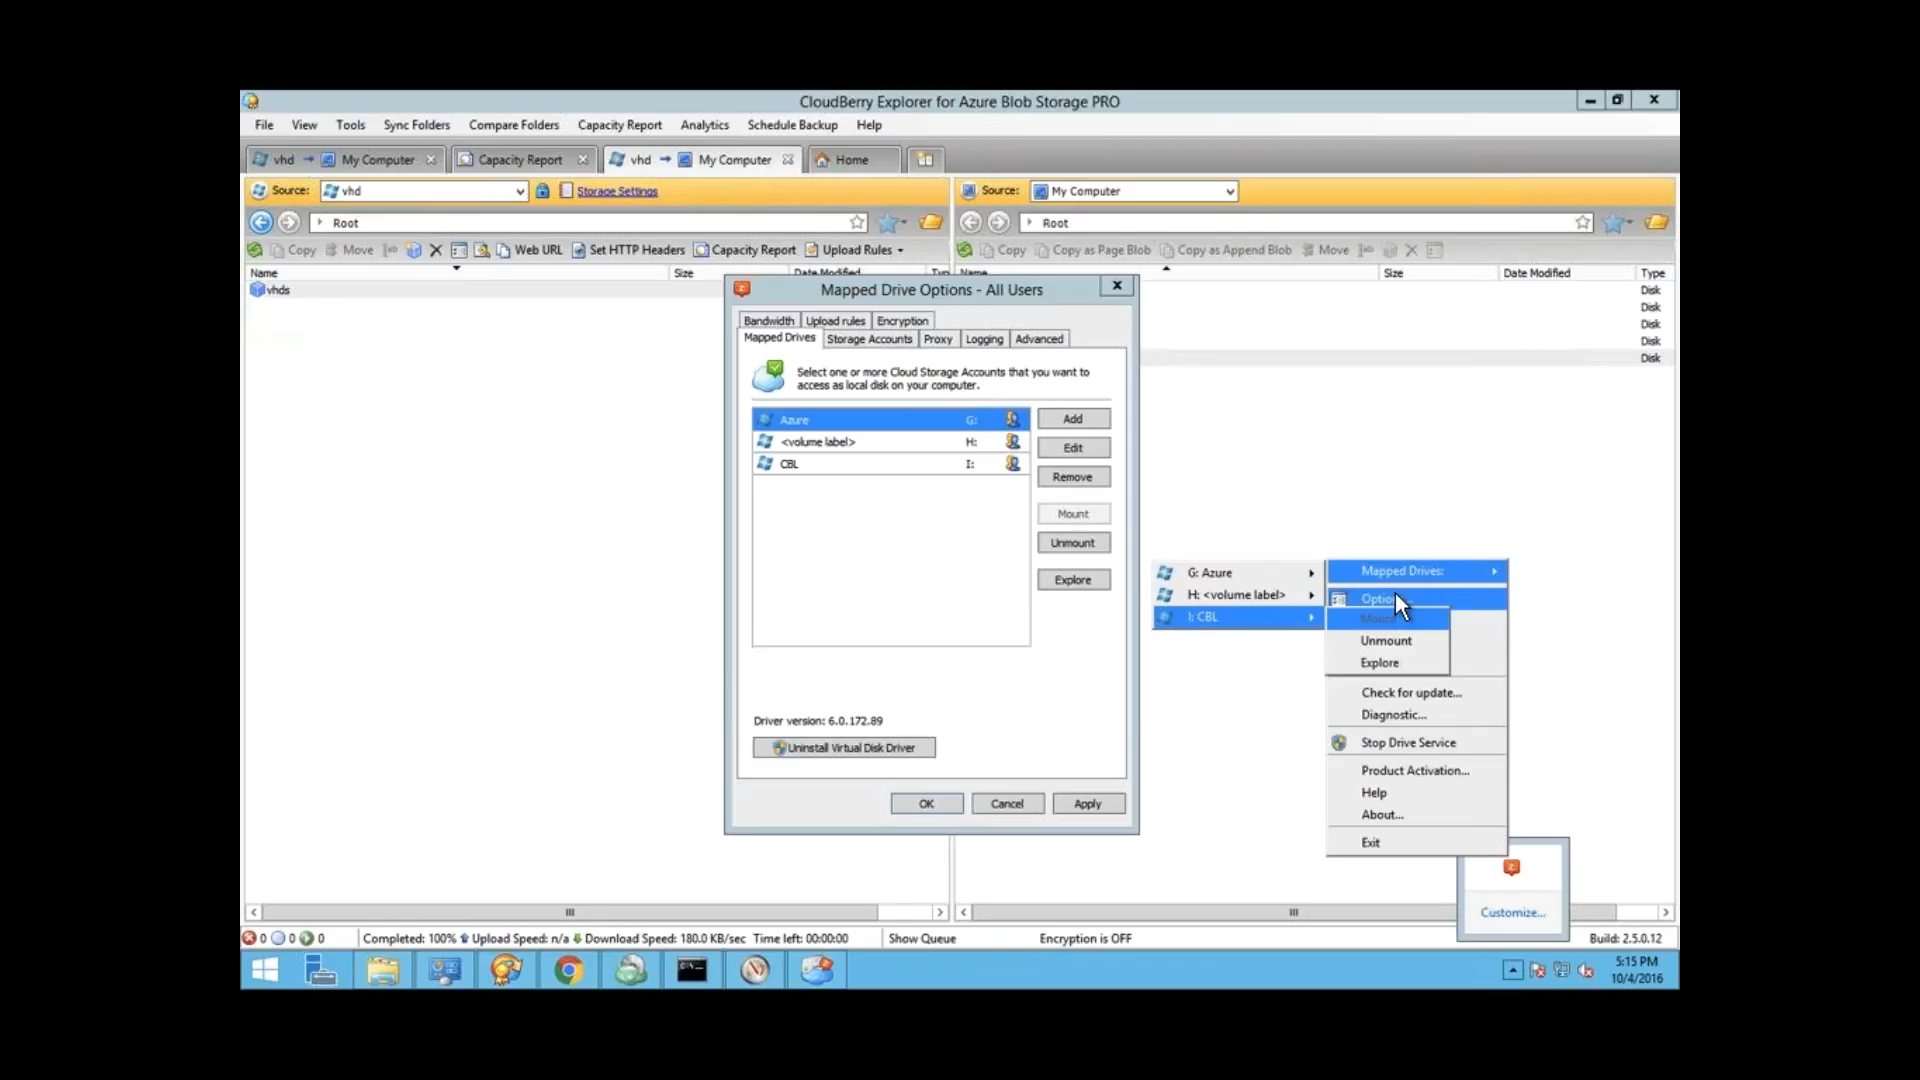 CloudBerry Explorer for Azure Blob Storage PRO
File View Tools Sync Folders Compare Folders Capacity Report Analytics Schedule Backup Help
vhd My Computer Capacity Report vhd My Computer Home
Source: vhd Storage Settings Source: My Computer
Root Root
Copy Move Web URL Set HTTP Headers Capacity Report Upload Rules Copy Copy as Page Blob Copy as Append Blob Move
Name Size Date Modified Name Size Date Modified Type
vhds
Disk
Disk
Disk
Disk
Disk
Mapped Drive Options - All Users
Bandwidth Upload rules Encryption
Mapped Drives Storage Accounts Proxy Logging Advanced
Select one or more Cloud Storage Accounts that you want to
access as local disk on your computer.
Azure G:
<volume label> H:
CBL I:
Add
Edit
Remove
Mount
Unmount
Explore
Driver version: 6.0.172.89
Uninstall Virtual Disk Driver
OK Cancel Apply
G: Azure
H: <volume label>
I: CBL
Mapped Drives:
Unmount
Explore
Check for update...
Diagnostic...
Stop Drive Service
Product Activation...
Help
About...
Exit
Customize...
0 0 0 Completed: 100% Upload Speed: n/a Download Speed: 180.0 KB/sec Time left: 00:00:00 Show Queue Encryption is OFF Build: 2.5.0.12
5:15 PM
10/4/2016